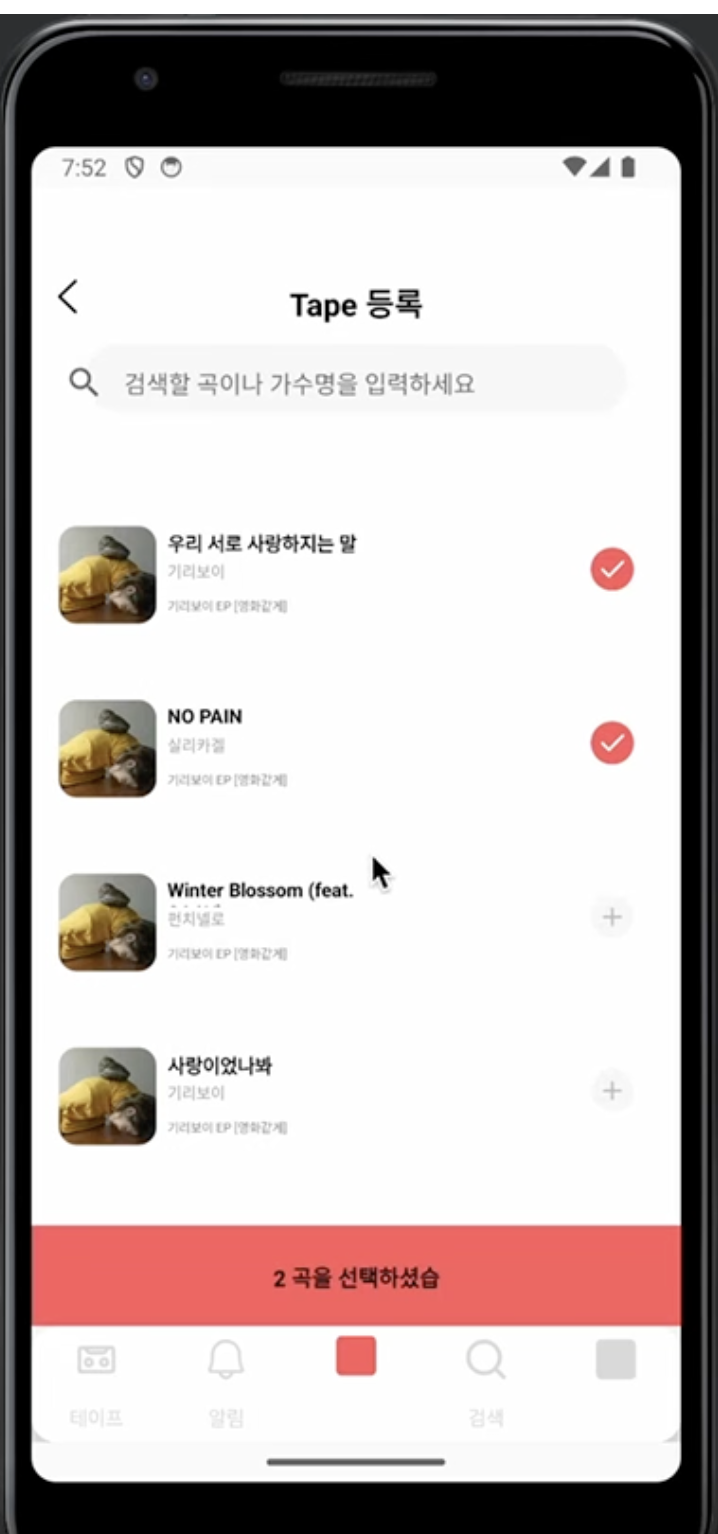 7:52
Tape 등록
검색할 곡이나 가수명을 입력하세요
우리 서로 사랑하지는 말
기리보이
기리보이 EP [영화같게]
NO PAIN
실리카겔
기리보이 EP [영화같게]
Winter Blossom (feat.
펀치넬로
기리보이 EP [영화같게]
사랑이었나봐
기리보이
기리보이 EP [영화같게]
2 곡을 선택하셨습
테이프
알림
검색